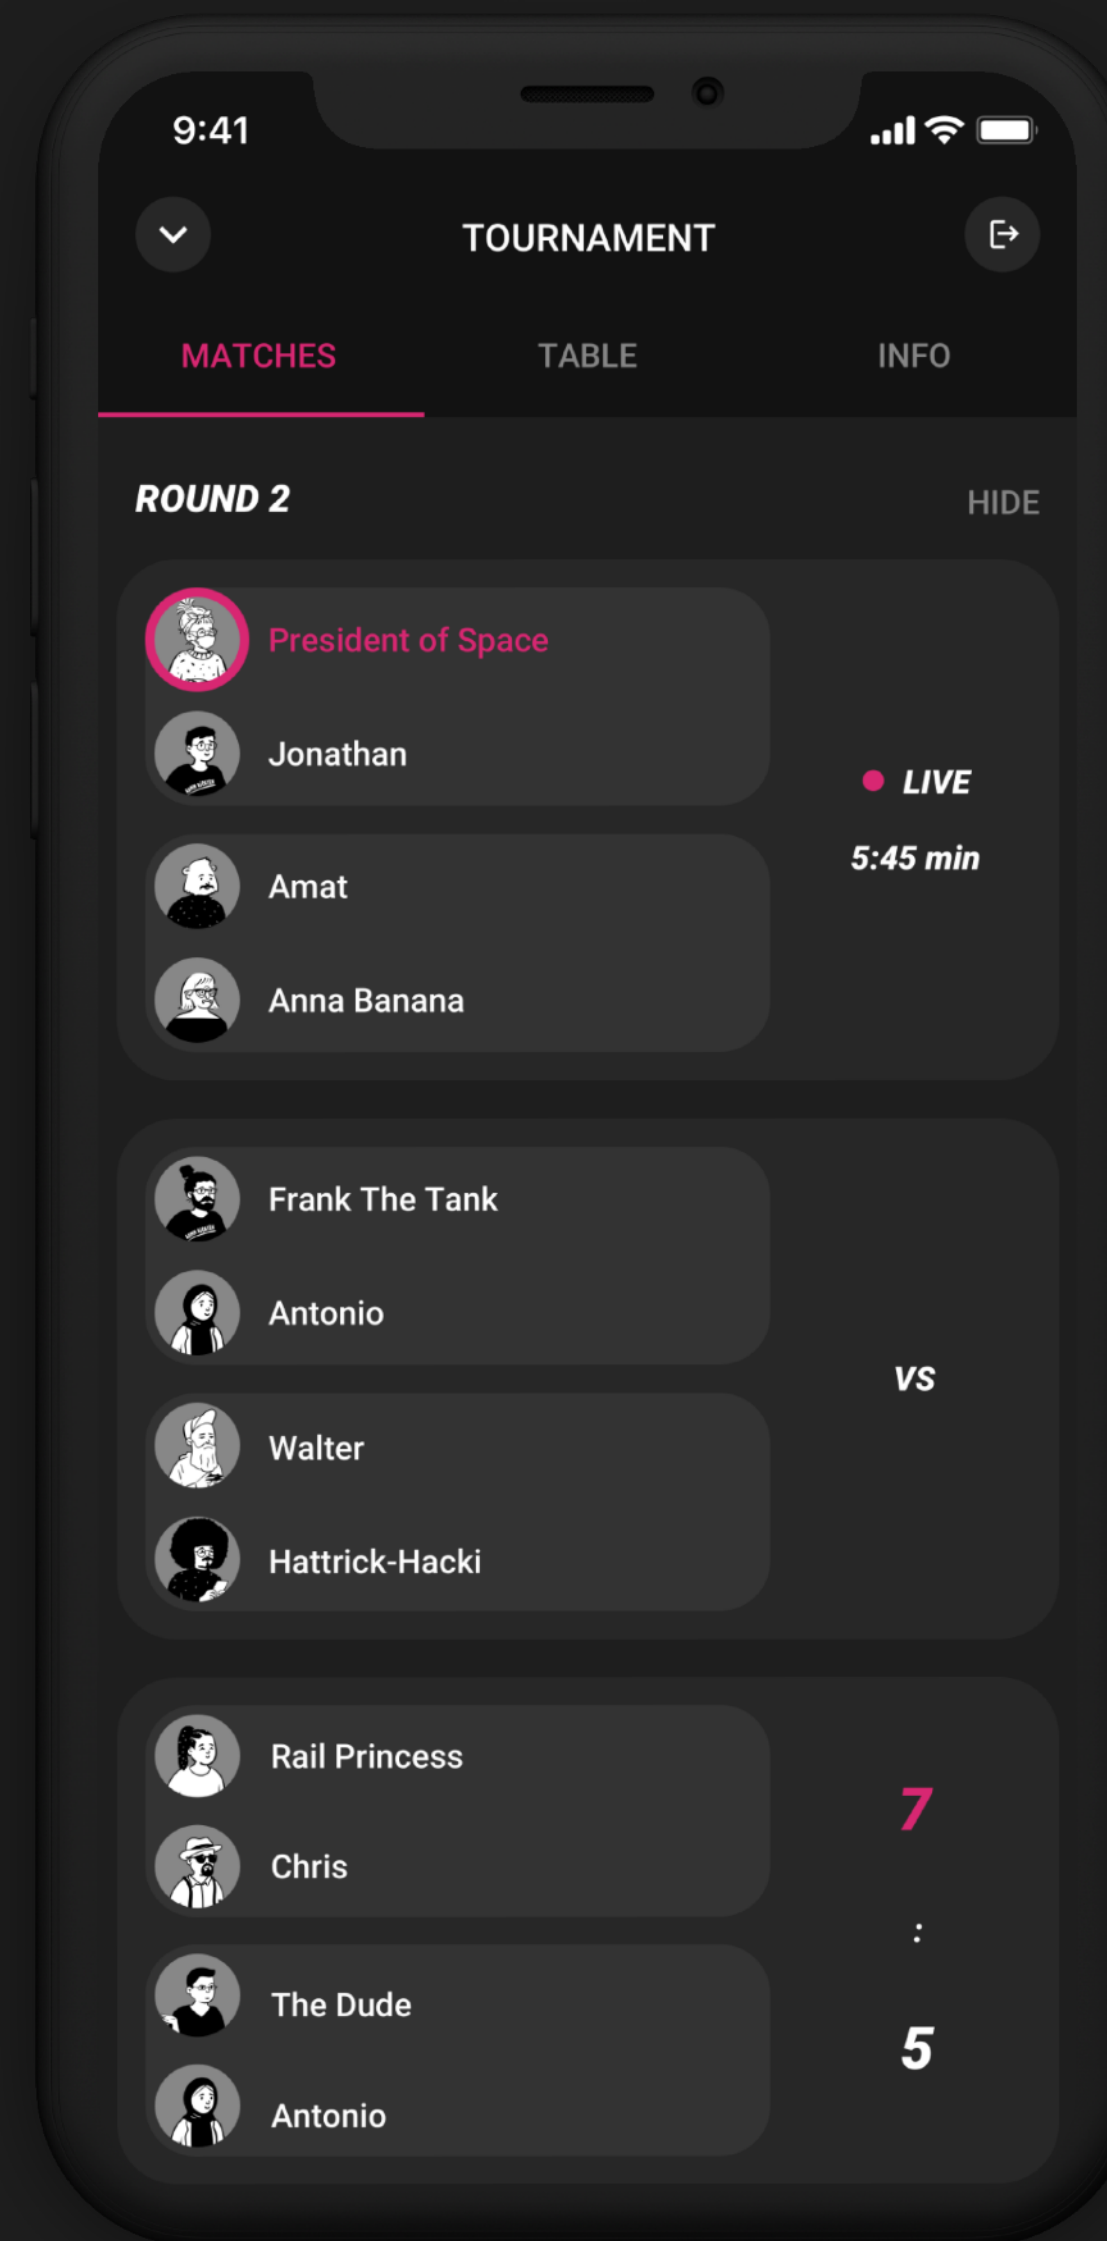 9:41
TOURNAMENT
MATCHES TABLE INFO
ROUND 2 HIDE
President of Space
Jonathan
LIVE
5:45 min
Amat
Anna Banana
Frank The Tank
Antonio
VS
Walter
Hattrick-Hacki
Rail Princess
7
Chris
:
The Dude
5
Antonio